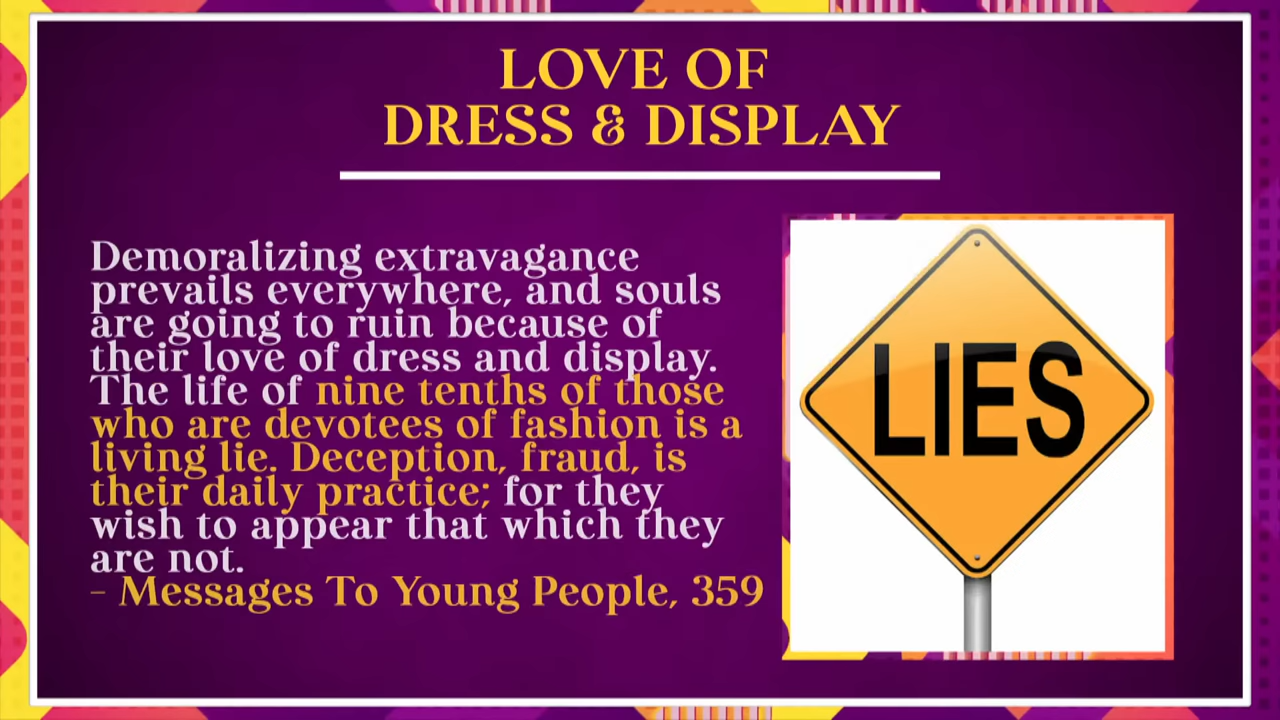 LOVE OF
DRESS & DISPLAY
Demoralizing extravagance
prevails everywhere, and souls
are going to ruin because of
their love of dress and display.
The life of nine tenths of those
who are devotees of fashion is a
living lie. Deception, fraud, is
their daily practice; for they
wish to appear that which they
are not.
– Messages To Young People, 359
LIES